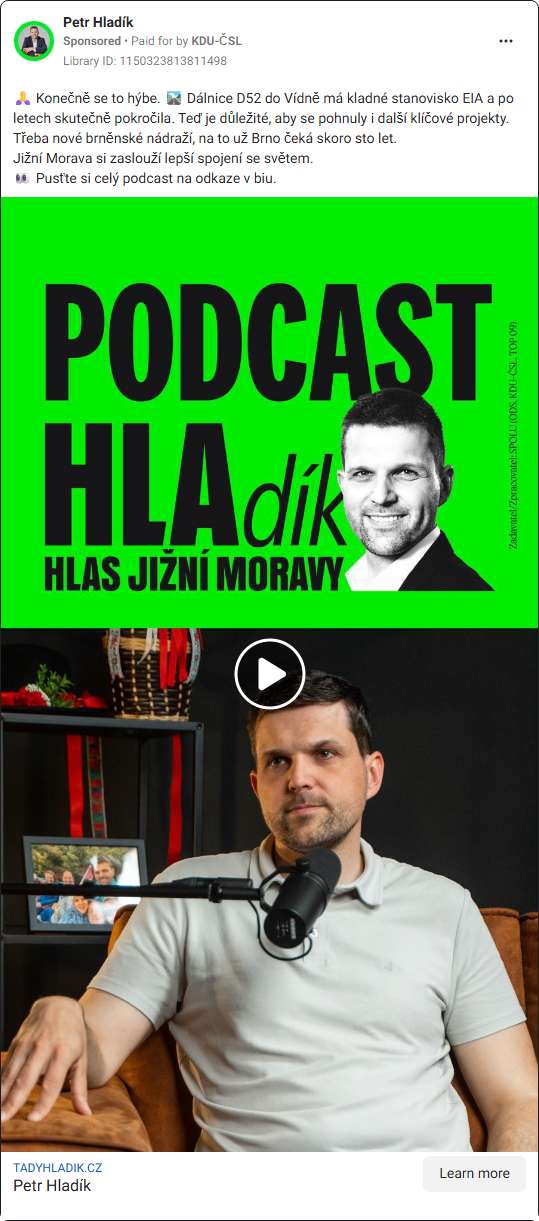 Petr Hladík
Sponsored • Paid for by KDU-ČSL
Library ID: 1150323813811498
🙏 Konečně se to hýbe. 🛣️ Dálnice D52 do Vídně má kladné stanovisko EIA a po
letech skutečně pokročila. Teď je důležité, aby se pohnuly i další klíčové projekty.
Třeba nové brněnské nádraží, na to už Brno čeká skoro sto let.
Jižní Morava si zaslouží lepší spojení se světem.
👀 Pusťte si celý podcast na odkaze v biu.
PODCAST
HLAdík
HLAS JIŽNÍ MORAVY
Zadavatel/Zpracovatel: SPOLU (ODS, KDU-ČSL, TOP 09)
TADYHLADIK.CZ
Petr Hladík
Learn more